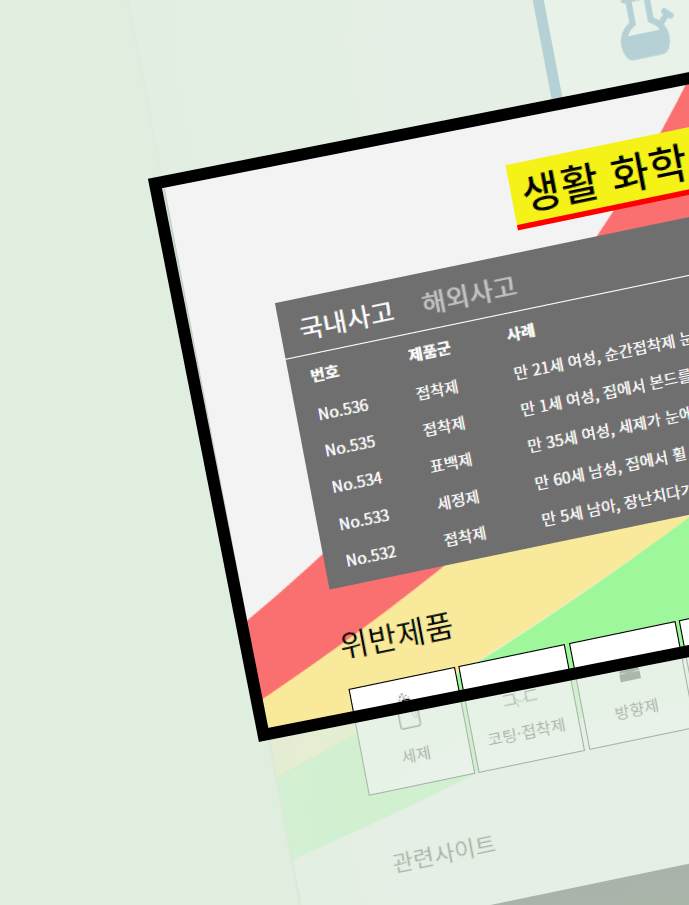 생활 화학
국내사고 해외사고
번호 제품군 사례
No.536 접착제 만 21세 여성, 순간접착제
No.535 접착제 만 1세 여성, 집에서 본드를
No.534 표백제 만 35세 여성, 세제가 눈에
No.533 세정제 만 60세 남성, 집에서 휠
No.532 접착제 만 5세 남아, 장난치다가
위반제품
세제 코팅·접착제 방향제
관련사이트